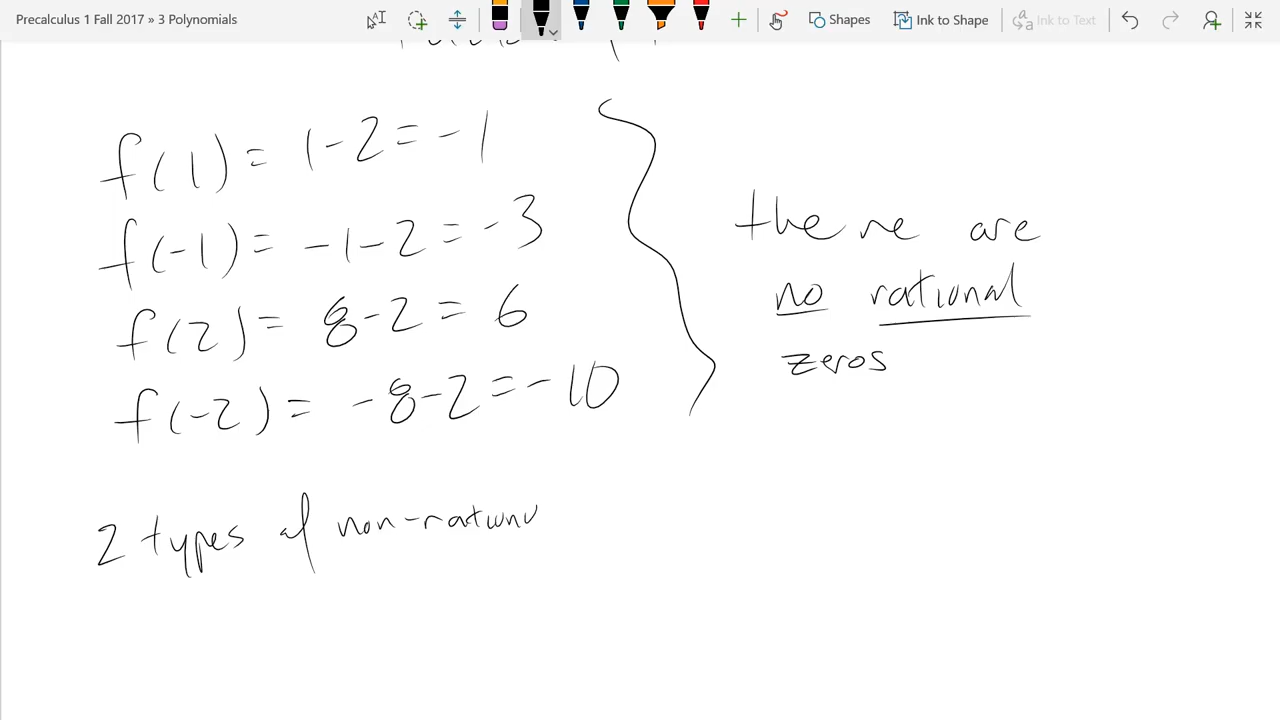 Precalculus 1 Fall 2017 » 3 Polynomials
Shapes
Ink to Shape
Ink to Text
f(1) = 1 - 2 = -1
f(-1) = -1 - 2 = -3
f(2) = 8 - 2 = 6
f(-2) = -8 - 2 = -10
there are
no rational
zeros
2 types of non-rationa